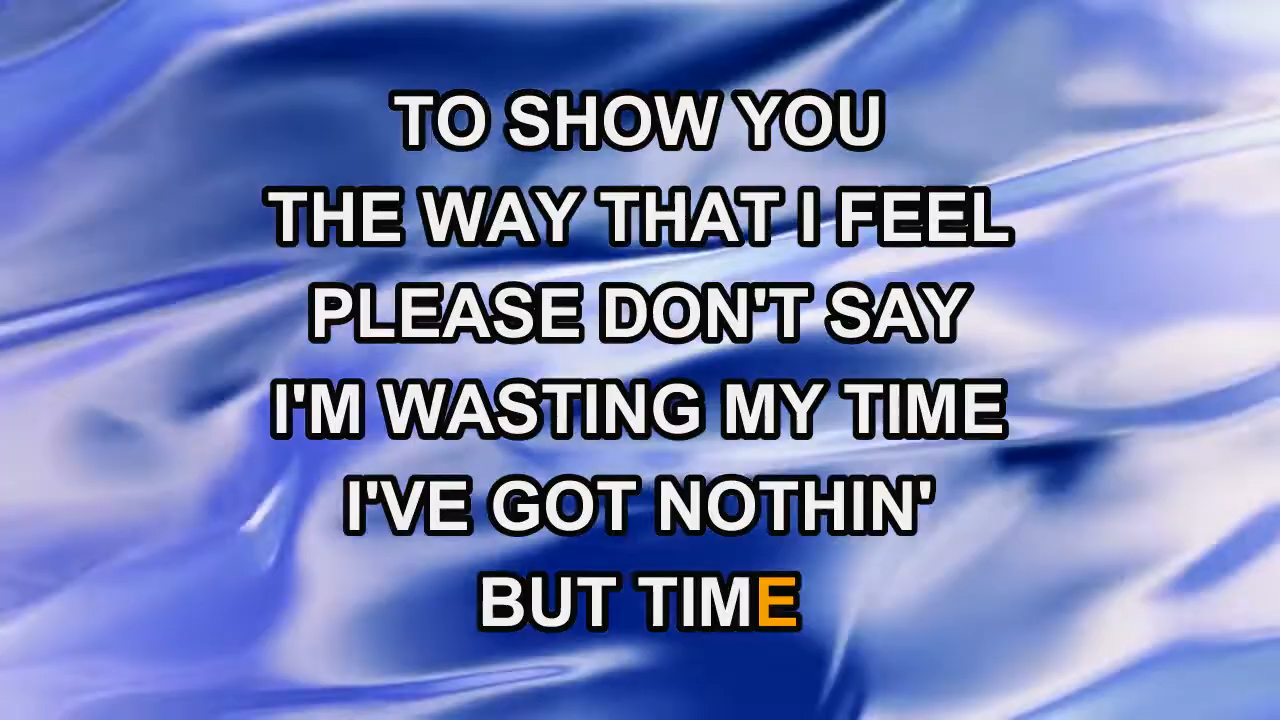 TO SHOW YOU
THE WAY THAT I FEEL
PLEASE DON'T SAY
I'M WASTING MY TIME
I'VE GOT NOTHIN'
BUT TIME